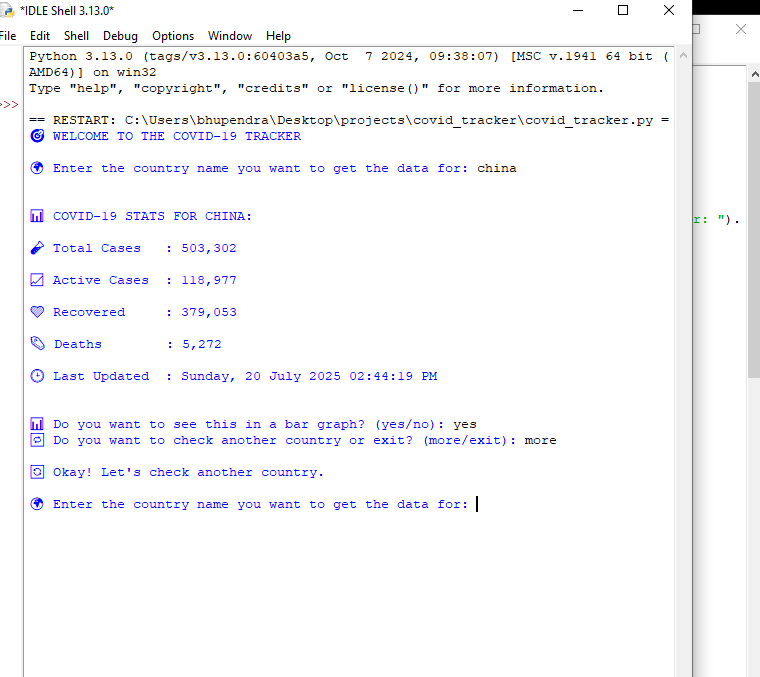 *IDLE Shell 3.13.0*
File Edit Shell Debug Options Window Help
Python 3.13.0 (tags/v3.13.0:60403a5, Oct  7 2024, 09:38:07) [MSC v.1941 64 bit (
AMD64)] on win32
Type "help", "copyright", "credits" or "license()" for more information.
>>>
== RESTART: C:\Users\bhupendra\Desktop\projects\covid_tracker\covid_tracker.py =
🎯 WELCOME TO THE COVID-19 TRACKER
🌍 Enter the country name you want to get the data for: china
📊 COVID-19 STATS FOR CHINA:
r: ").
🧪 Total Cases   : 503,302
📈 Active Cases  : 118,977
💚 Recovered     : 379,053
Deaths        : 5,272
🕒 Last Updated  : Sunday, 20 July 2025 02:44:19 PM
📊 Do you want to see this in a bar graph? (yes/no): yes
🔁 Do you want to check another country or exit? (more/exit): more
🔄 Okay! Let's check another country.
🌍 Enter the country name you want to get the data for: